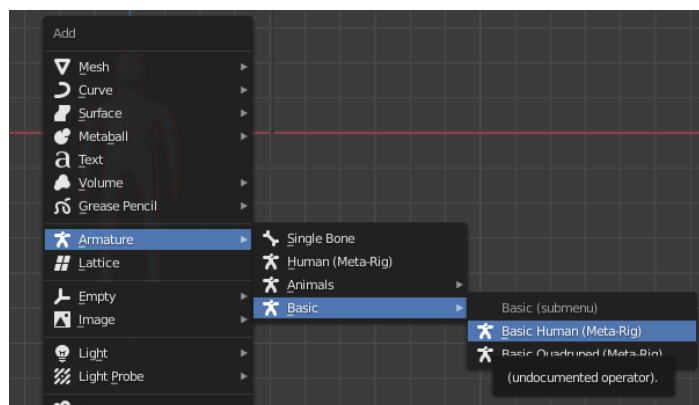 Add
Mesh
Curve
Surface
Metaball
Text
Volume
Grease Pencil
Armature
Lattice
Empty
Image
Light
Light Probe
Single Bone
Human (Meta-Rig)
Animals
Basic
Basic (submenu)
Basic Human (Meta-Rig)
Basic Quadruped (Meta-Rig)
(undocumented operator).